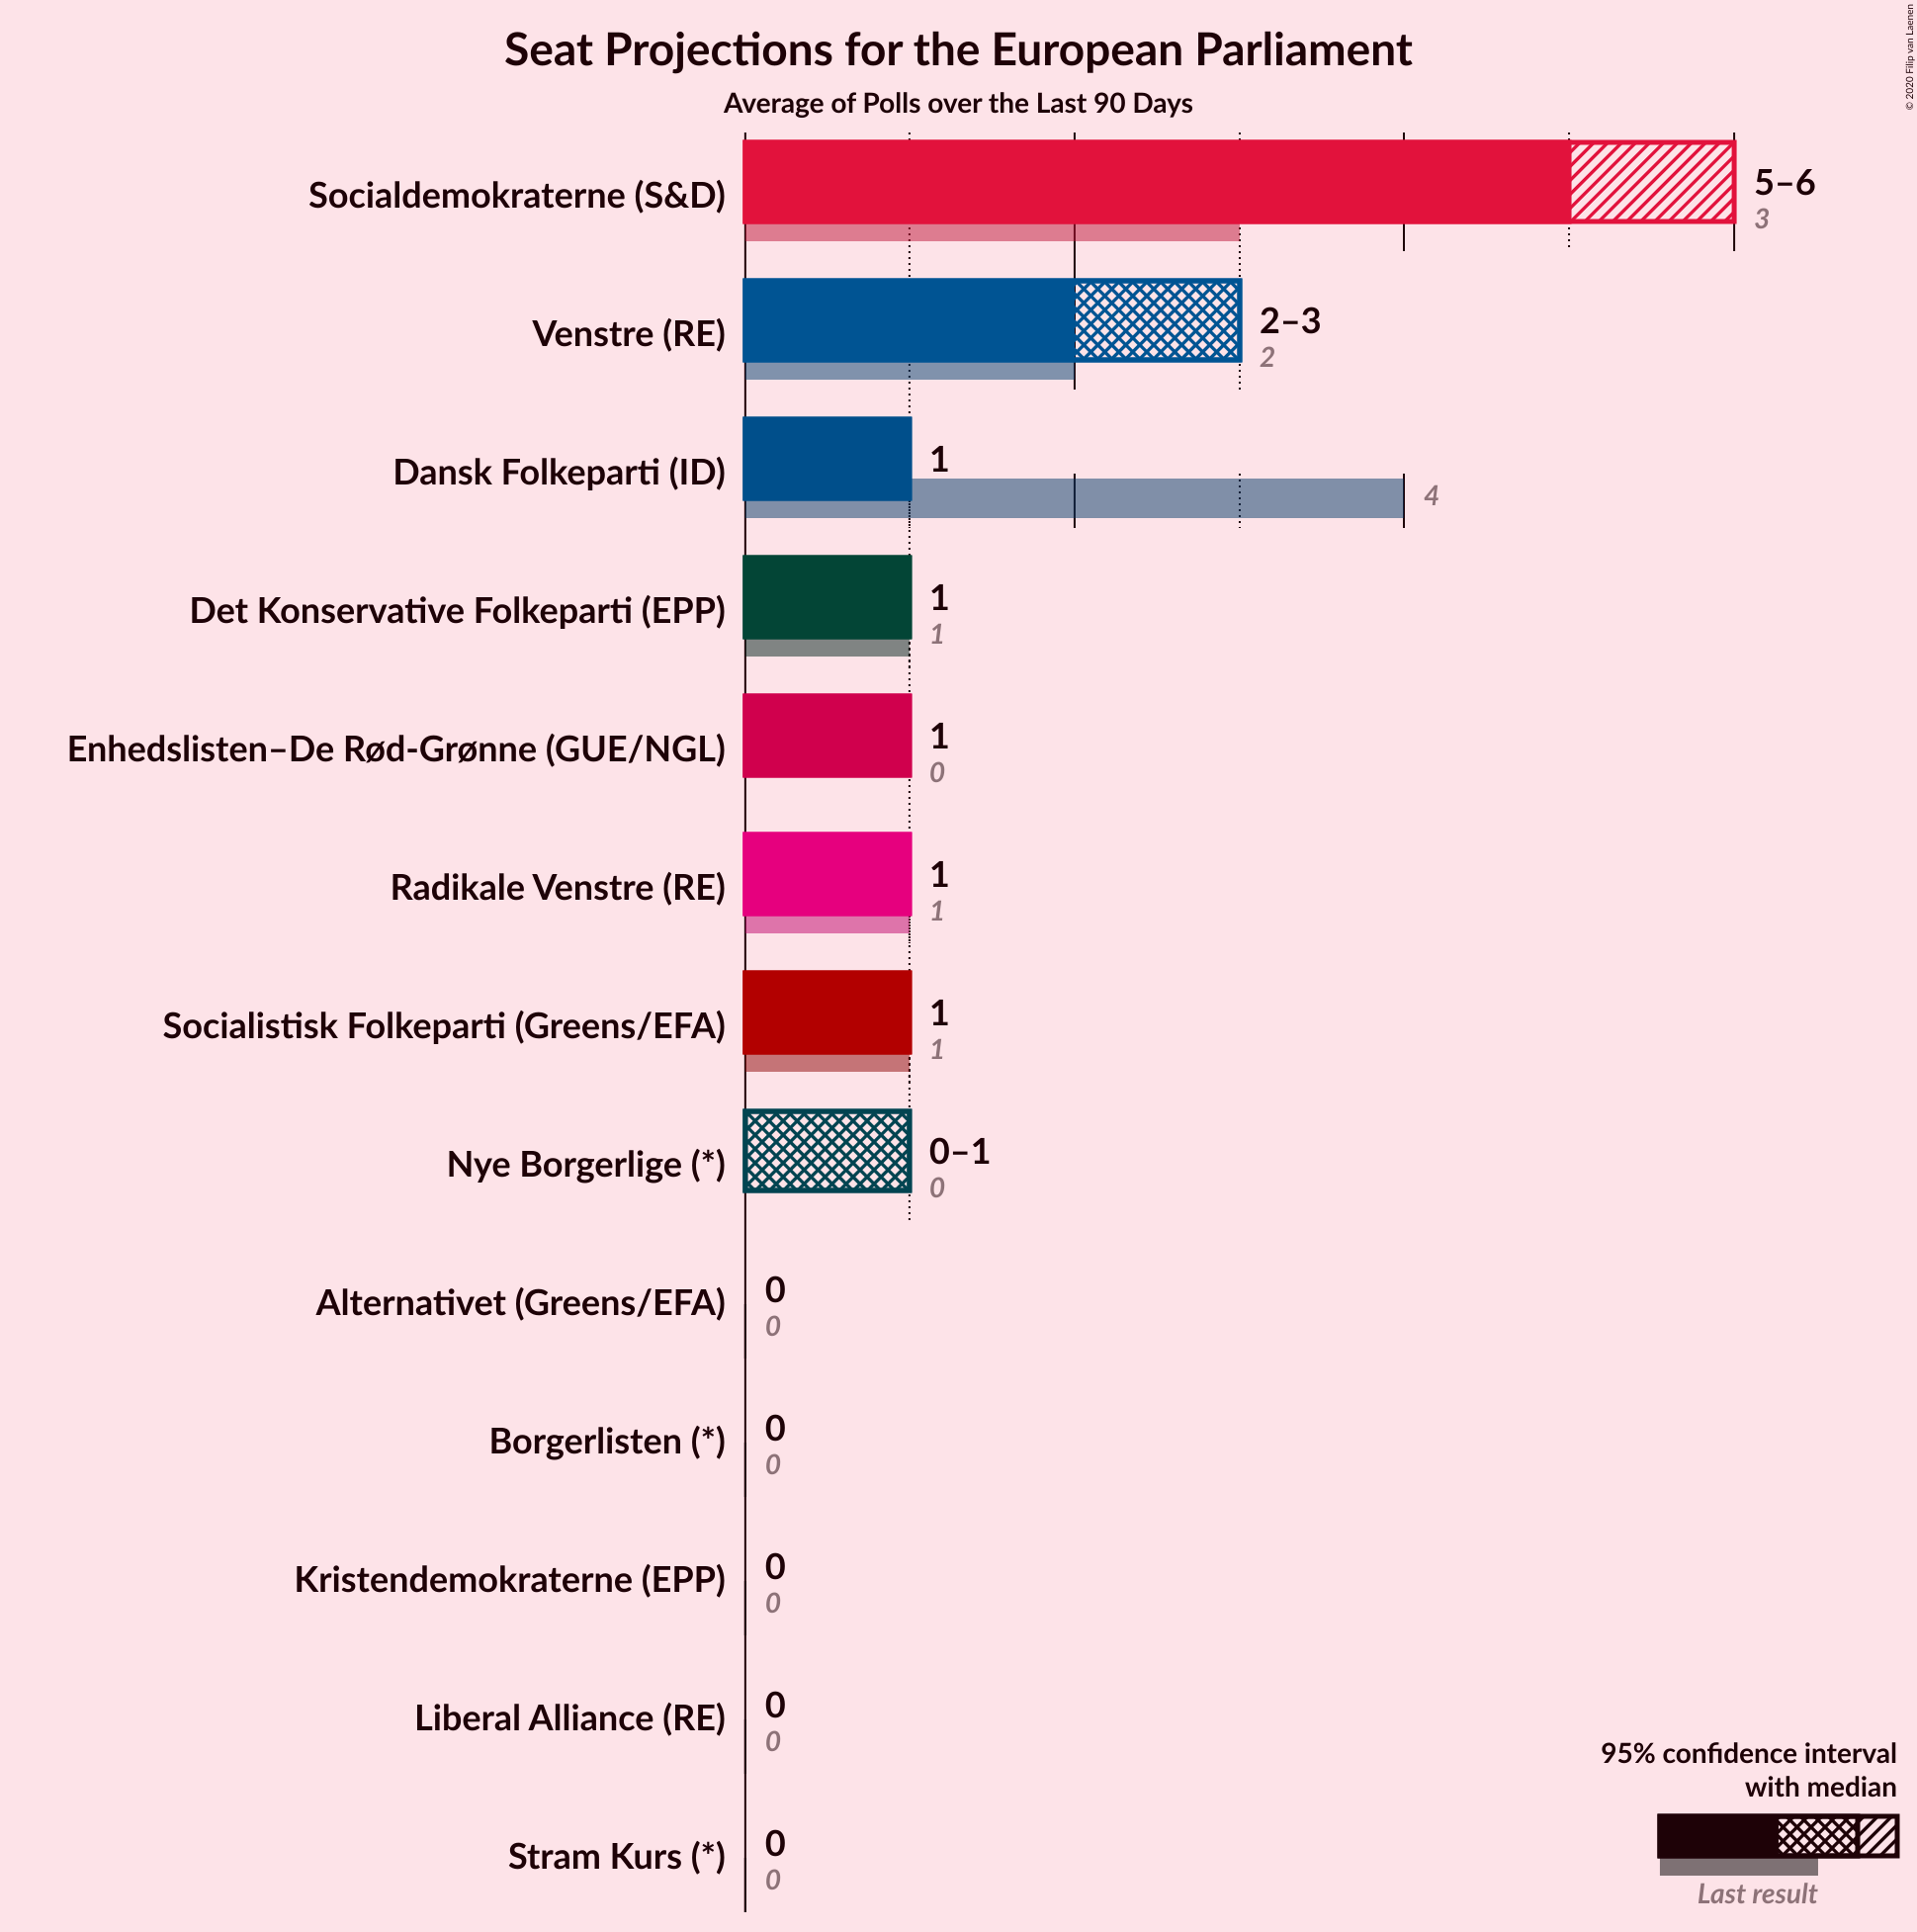 Seat Projections for the European Parliament
Average of Polls over the Last 90 Days
© 2020 Filip van Laenen
Socialdemokraterne (S&D)
5–6
3
Venstre (RE)
2–3
2
Dansk Folkeparti (ID)
1
4
Det Konservative Folkeparti (EPP)
1
1
Enhedslisten–De Rød-Grønne (GUE/NGL)
1
0
Radikale Venstre (RE)
1
1
Socialistisk Folkeparti (Greens/EFA)
1
1
Nye Borgerlige (*)
0–1
0
Alternativet (Greens/EFA)
0
0
Borgerlisten (*)
0
0
Kristendemokraterne (EPP)
0
0
Liberal Alliance (RE)
0
0
Stram Kurs (*)
0
0
95% confidence interval
with median
Last result